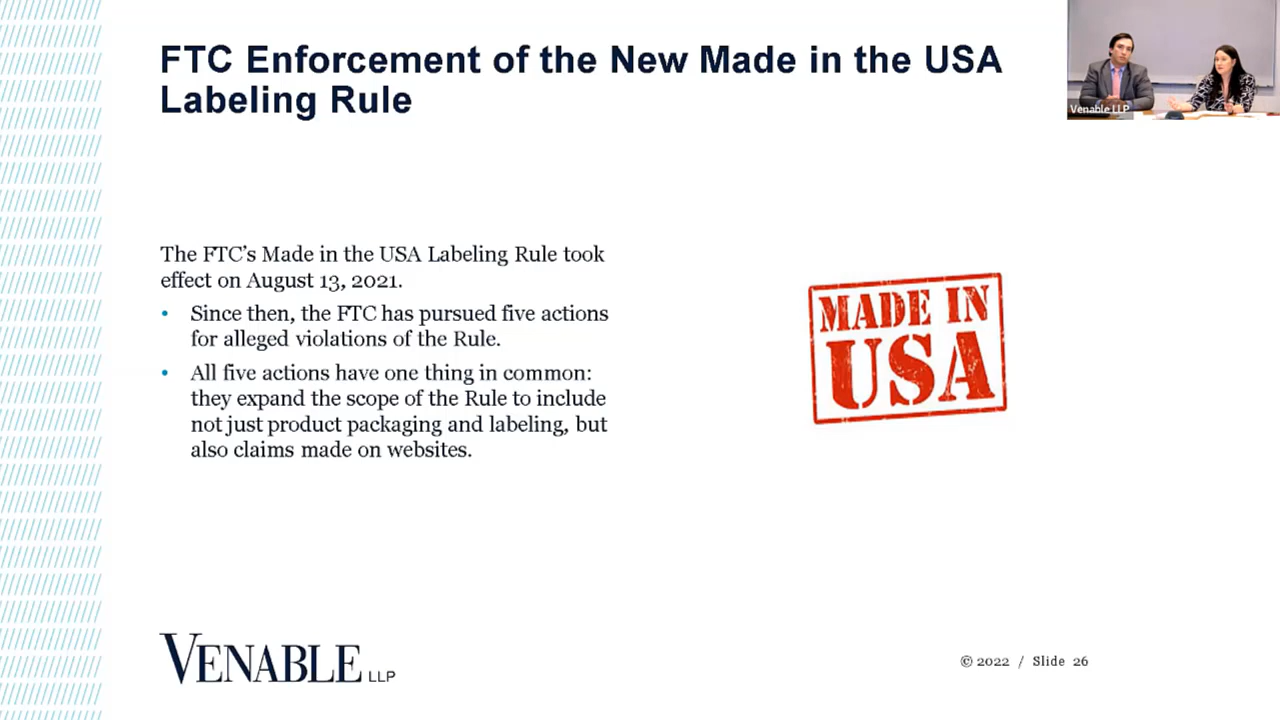 FTC Enforcement of the New Made in the USA
Labeling Rule
Venable LLP
The FTC’s Made in the USA Labeling Rule took
effect on August 13, 2021.
• Since then, the FTC has pursued five actions
for alleged violations of the Rule.
• All five actions have one thing in common:
they expand the scope of the Rule to include
not just product packaging and labeling, but
also claims made on websites.
MADE IN
USA
VENABLE LLP
© 2022 / Slide 26